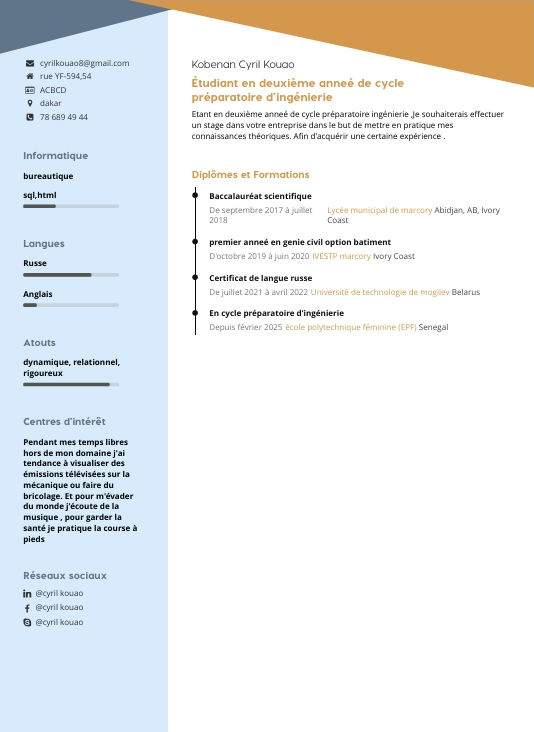 cyrilkouao8@gmail.com
rue YF-594,54
ACBCD
dakar
78 689 49 44
Informatique
bureautique
sql,html
Langues
Russe
Anglais
Atouts
dynamique, relationnel,
rigoureux
Centres d'intérêt
Pendant mes temps libres
hors de mon domaine j'ai
tendance à visualiser des
émissions télévisées sur la
mécanique ou faire du
bricolage. Et pour m'évader
du monde j'écoute de la
musique , pour garder la
santé je pratique la course à
pieds
Réseaux sociaux
@cyril kouao
@cyril kouao
@cyril kouao
Kobenan Cyril Kouao
Étudiant en deuxième anneé de cycle
préparatoire d'ingénierie
Etant en deuxième anneé de cycle préparatoire ingénierie ,Je souhaiterais effectuer
un stage dans votre entreprise dans le but de mettre en pratique mes
connaissances théoriques. Afin d'acquérir une certaine expérience .
Diplômes et Formations
Baccalauréat scientifique
De septembre 2017 à juillet 2018 Lycée municipal de marcory Abidjan, AB, Ivory Coast
premier anneé en genie civil option batiment
D'octobre 2019 à juin 2020 IVESTP marcory Ivory Coast
Certificat de langue russe
De juillet 2021 à avril 2022 Université de technologie de mogilev Belarus
En cycle préparatoire d'ingénierie
Depuis février 2025 école polytechnique féminine (EPF) Senegal